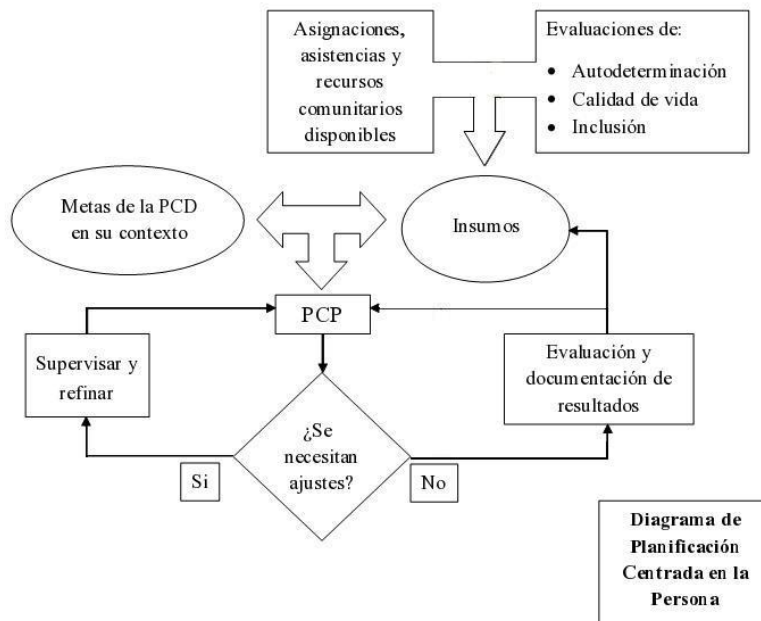 Asignaciones,
asistencias y
recursos
comunitarios
disponibles
Evaluaciones de:
• Autodeterminación
• Calidad de vida
• Inclusión
Metas de la PCD
en su contexto
Insumos
PCP
Supervisar y
refinar
Evaluación y
documentación de
resultados
¿Se
necesitan
ajustes?
Si
No
Diagrama de
Planificación
Centrada en la
Persona